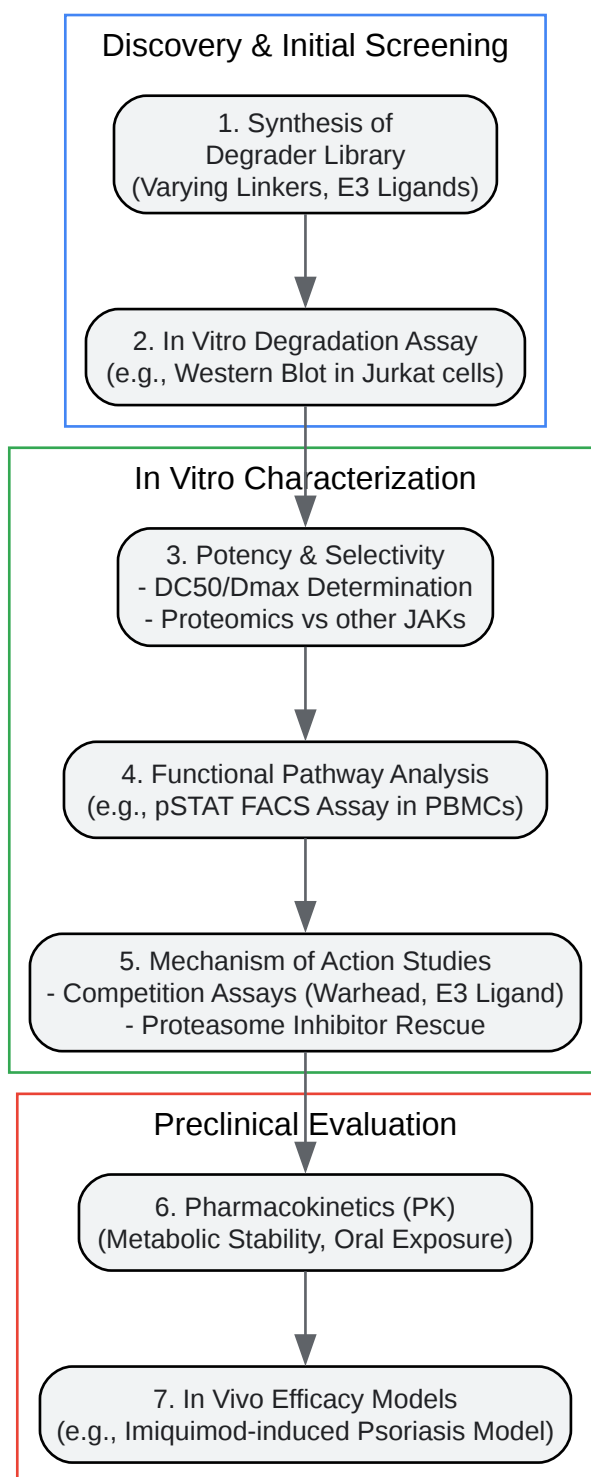 Discovery & Initial Screening
1. Synthesis of
Degrader Library
(Varying Linkers, E3 Ligands)
2. In Vitro Degradation Assay
(e.g., Western Blot in Jurkat cells)
In Vitro Characterization
3. Potency & Selectivity
- DC50/Dmax Determination
- Proteomics vs other JAKs
4. Functional Pathway Analysis
(e.g., pSTAT FACS Assay in PBMCs)
5. Mechanism of Action Studies
- Competition Assays (Warhead, E3 Ligand)
- Proteasome Inhibitor Rescue
Preclinical Evaluation
6. Pharmacokinetics (PK)
(Metabolic Stability, Oral Exposure)
7. In Vivo Efficacy Models
(e.g., Imiquimod-induced Psoriasis Model)